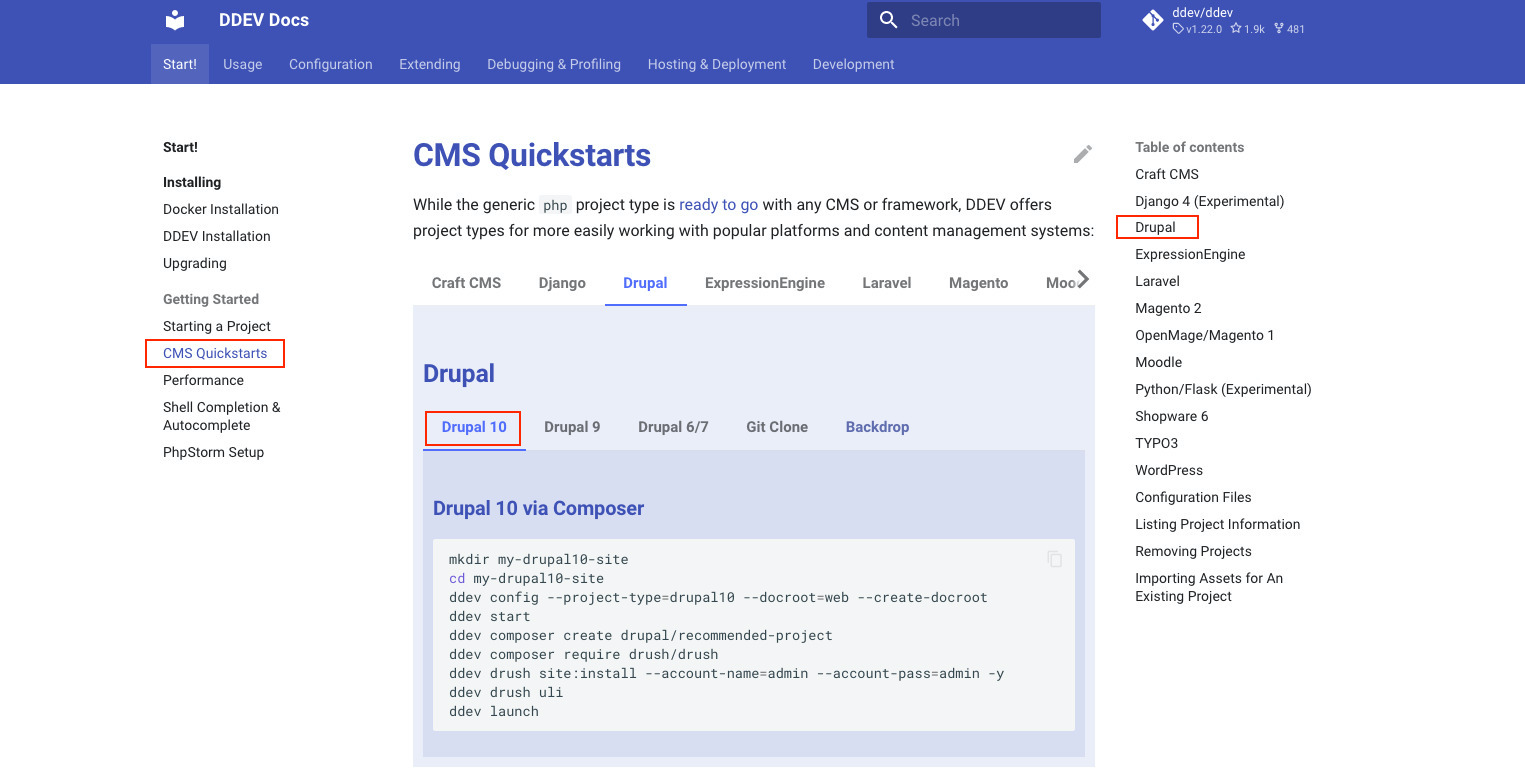 DDEV Docs
Search
ddev/ddev
v1.22.0 1.9k 481
Start! Usage Configuration Extending Debugging & Profiling Hosting & Deployment Development
Start!
Installing
Docker Installation
DDEV Installation
Upgrading
Getting Started
Starting a Project
CMS Quickstarts
Performance
Shell Completion &
Autocomplete
PhpStorm Setup
CMS Quickstarts
While the generic php project type is ready to go with any CMS or framework, DDEV offers
project types for more easily working with popular platforms and content management systems:
Craft CMS Django Drupal ExpressionEngine Laravel Magento Moo
Drupal
Drupal 10 Drupal 9 Drupal 6/7 Git Clone Backdrop
Drupal 10 via Composer
mkdir my-drupal10-site
cd my-drupal10-site
ddev config --project-type=drupal10 --docroot=web --create-docroot
ddev start
ddev composer create drupal/recommended-project
ddev composer require drush/drush
ddev drush site:install --account-name=admin --account-pass=admin -y
ddev drush uli
ddev launch
Table of contents
Craft CMS
Django 4 (Experimental)
Drupal
ExpressionEngine
Laravel
Magento 2
OpenMage/Magento 1
Moodle
Python/Flask (Experimental)
Shopware 6
TYPO3
WordPress
Configuration Files
Listing Project Information
Removing Projects
Importing Assets for An
Existing Project